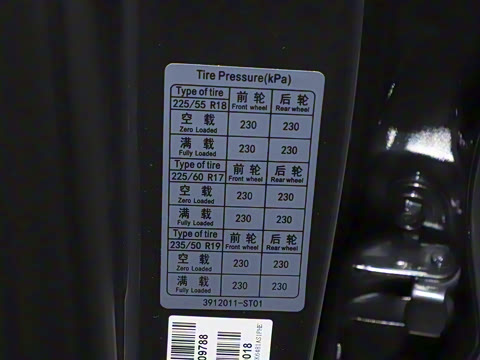 Tire Pressure(kPa)
Type of tire 前 轮 后 轮
225/55 R18 Front wheel Rear wheel
空 载 230 230
Zero Loaded
满 载 230 230
Fully Loaded
Type of tire 前 轮 后 轮
225/60 R17 Front wheel Rear wheel
空 载 230 230
Zero Loaded
满 载 230 230
Fully Loaded
Type of tire 前 轮 后 轮
235/50 R19 Front wheel Rear wheel
空 载 230 230
Zero Loaded
满 载 230 230
Fully Loaded
3912011-ST01
09788
018